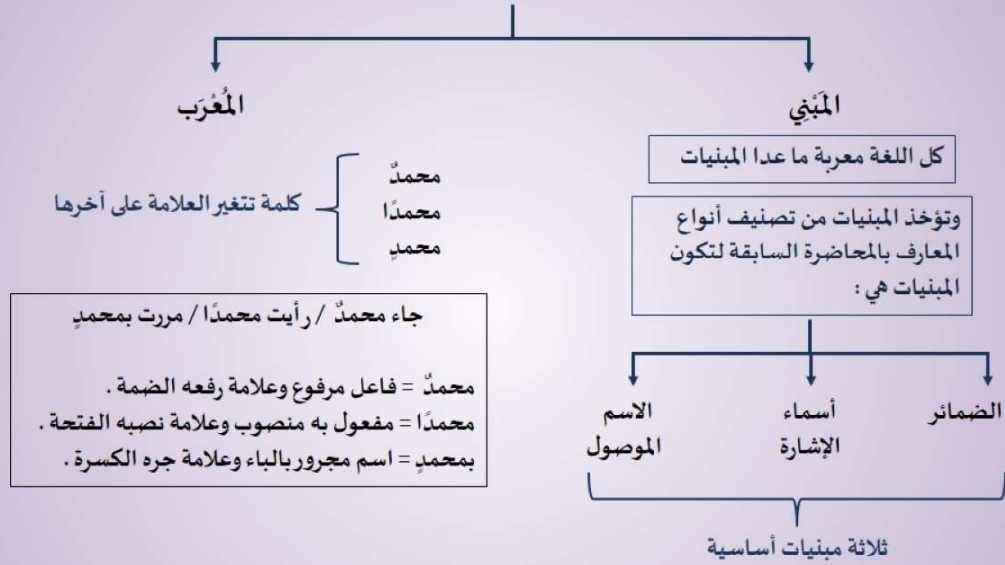 المَبْنِي
كل اللغة معربة ما عدا المبنيات
وتؤخذ المبنيات من تصنيف أنواع
المعارف بالمحاضرة السابقة لتكون
المبنيات هي :
الضمائر
أسماء
الإشارة
الاسم
الموصول
ثلاثة مبنيات أساسية
المُعْرَب
محمدٌ
محمدًا
محمدٍ
كلمة تتغير العلامة على آخرها
جاء محمدٌ / رأيت محمدًا / مررت بمحمدٍ
محمدٌ = فاعل مرفوع وعلامة رفعه الضمة .
محمدًا = مفعول به منصوب وعلامة نصبه الفتحة .
بمحمدٍ = اسم مجرور بالباء وعلامة جره الكسرة .